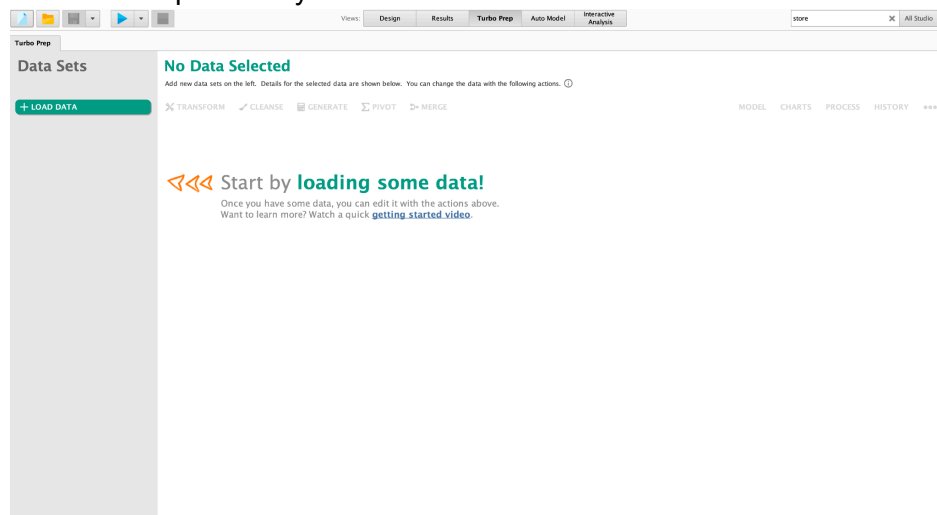 Views: Design Results Turbo Prep Auto Model Interactive Analysis store All Studio
Turbo Prep
Data Sets
No Data Selected
Add new data sets on the left. Details for the selected data are shown below. You can change the data with the following actions.
+ LOAD DATA
TRANSFORM CLEANSE GENERATE PIVOT MERGE MODEL CHARTS PROCESS HISTORY
Start by loading some data!
Once you have some data, you can edit it with the actions above.
Want to learn more? Watch a quick getting started video.